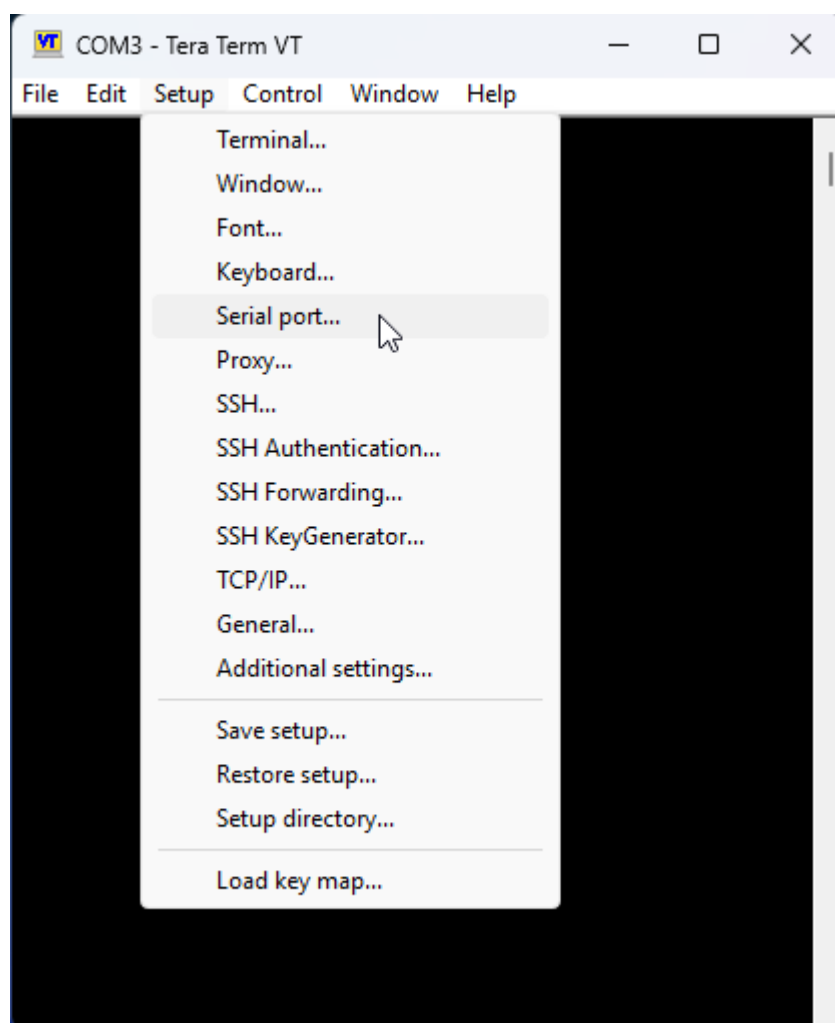 VT COM3 - Tera Term VT
File Edit Setup Control Window Help
Terminal...
Window...
Font...
Keyboard...
Serial port...
Proxy...
SSH...
SSH Authentication...
SSH Forwarding...
SSH KeyGenerator...
TCP/IP...
General...
Additional settings...
Save setup...
Restore setup...
Setup directory...
Load key map...